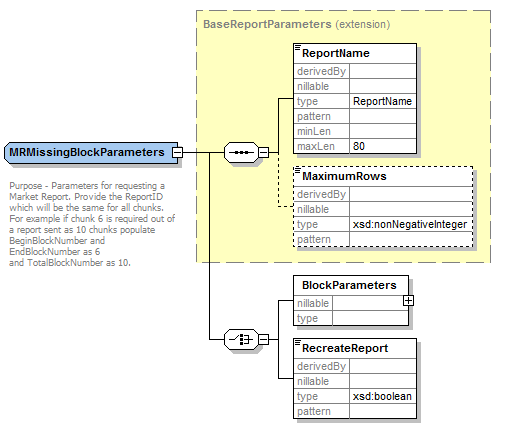 BaseReportParameters (extension)
ReportName
derivedBy
nillable
type ReportName
pattern
minLen
maxLen 80
MRMissingBlockParameters
Purpose - Parameters for requesting a
Market Report. Provide the ReportID
which will be the same for all chunks.
For example if chunk 6 is required out of
a report sent as 10 chunks populate
BeginBlockNumber and
EndBlockNumber as 6
and TotalBlockNumber as 10.
MaximumRows
derivedBy
nillable
type xsd:nonNegativeInteger
pattern
BlockParameters
nillable
type
RecreateReport
derivedBy
nillable
type xsd:boolean
pattern